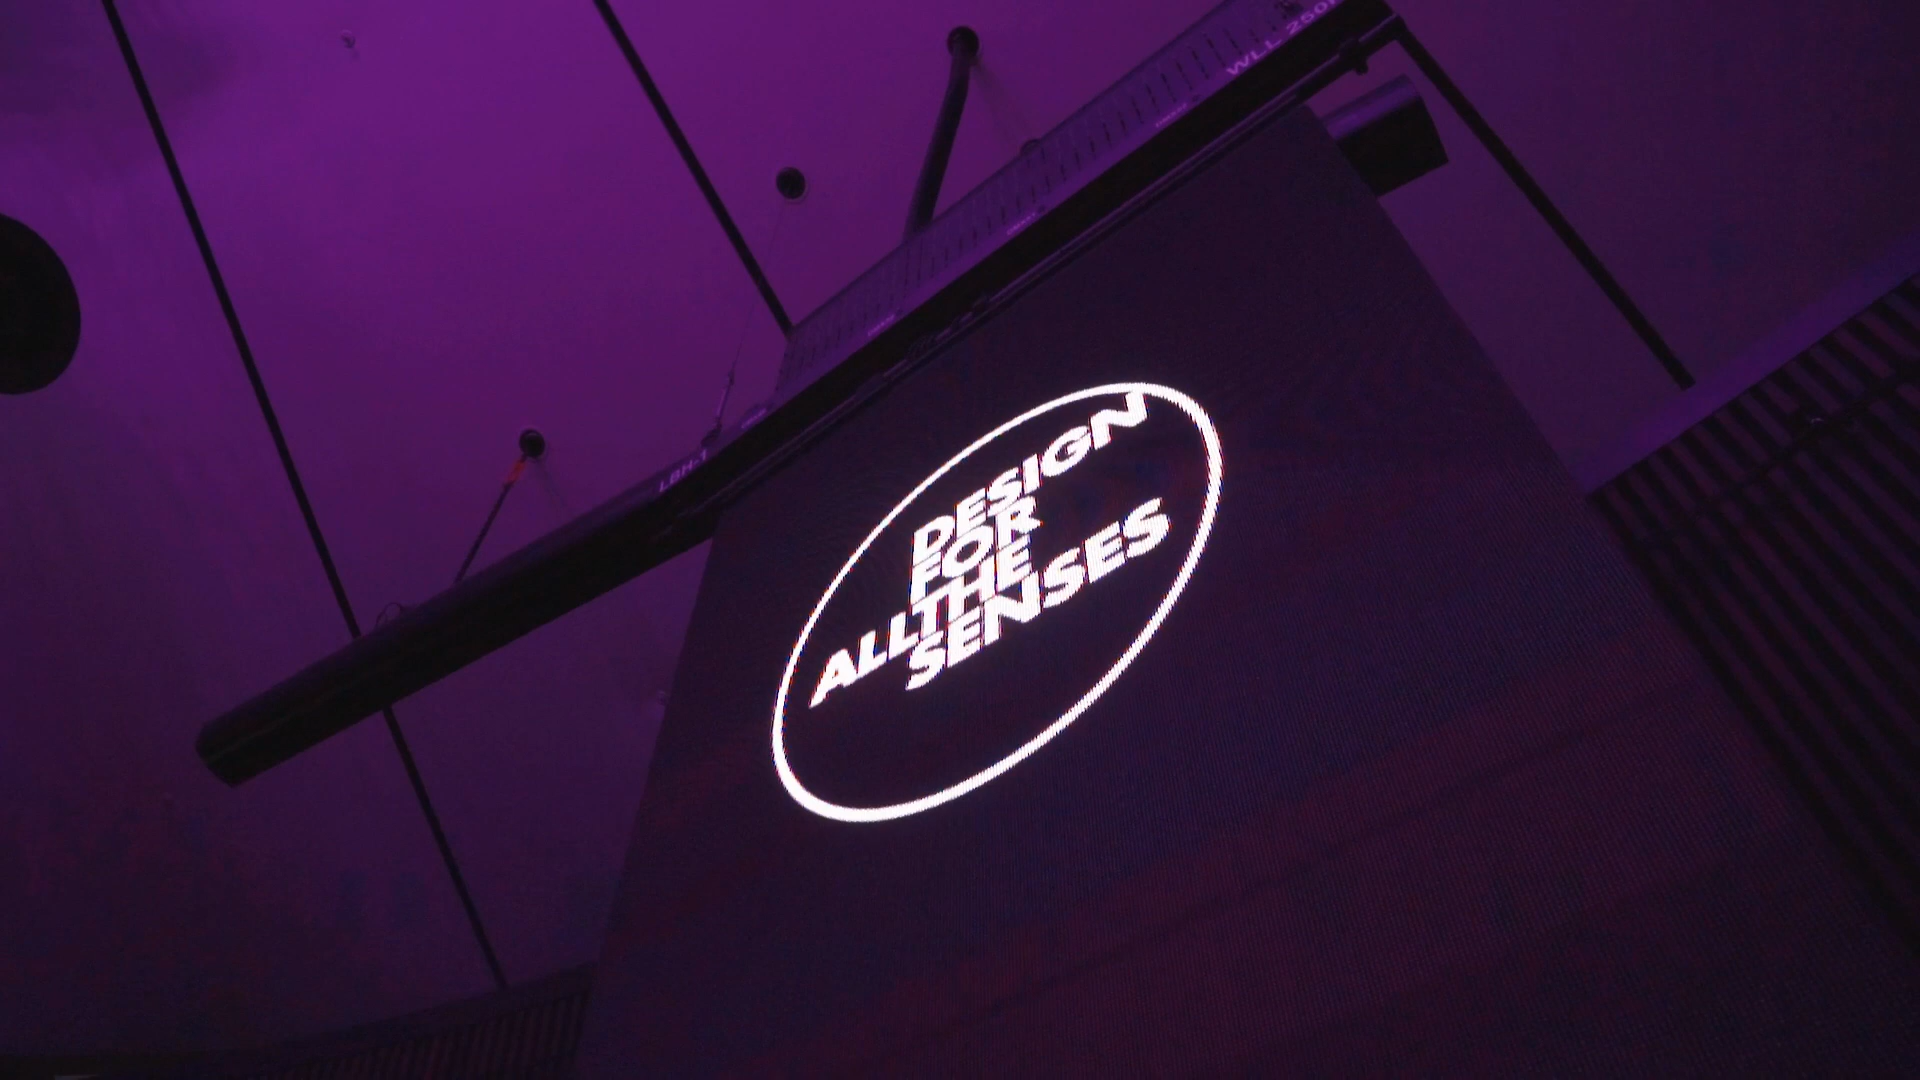 WLL 250
LBH-1
DESIGN
FOR
THE
ALL
SENSES